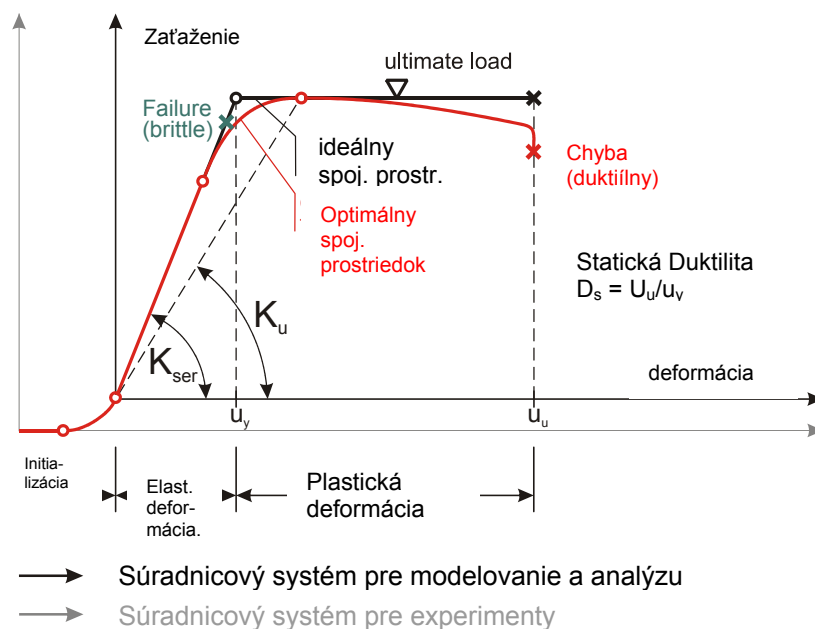 Zaťaženie
ultimate load
Failure
(brittle)
ideálny
spoj. prostr.
Optimálny
spoj.
prostriedok
Chyba
(duktiílny)
Statická Duktilita
Ds = Uu/uy
Ku
Kser
deformácia
uy
uu
Initia-
lizácia
Elast.
defor-
mácia.
Plastická
deformácia
Súradnicový systém pre modelovanie a analýzu
Súradnicový systém pre experimenty